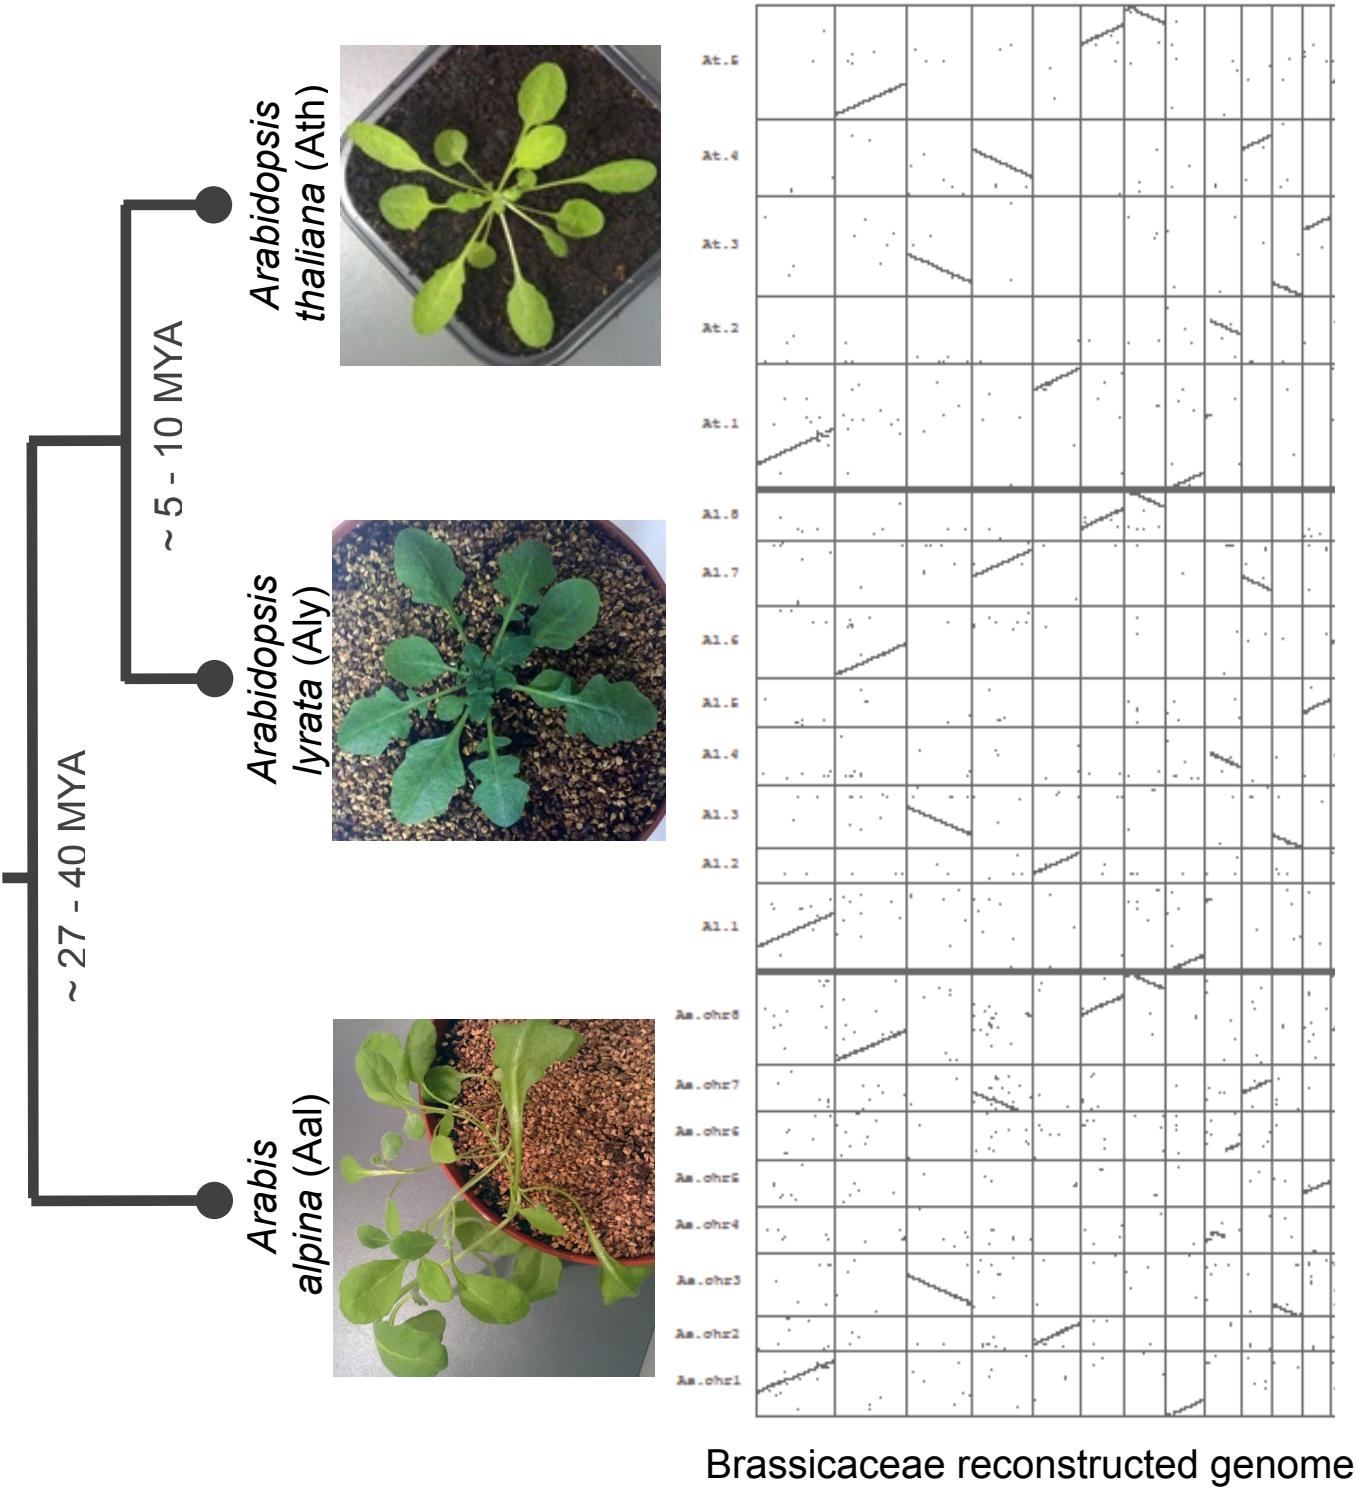 Arabidopsis
thaliana (Ath)
~ 5 - 10 MYA
Arabidopsis
lyrata (Aly)
~ 27 - 40 MYA
Arabis
alpina (Aal)
At.5
At.4
At.3
At.2
At.1
Al.8
Al.7
Al.6
Al.5
Al.4
Al.3
Al.2
Al.1
Aa.chr8
Aa.chr7
Aa.chr6
Aa.chr5
Aa.chr4
Aa.chr3
Aa.chr2
Aa.chr1
Brassicaceae reconstructed genome